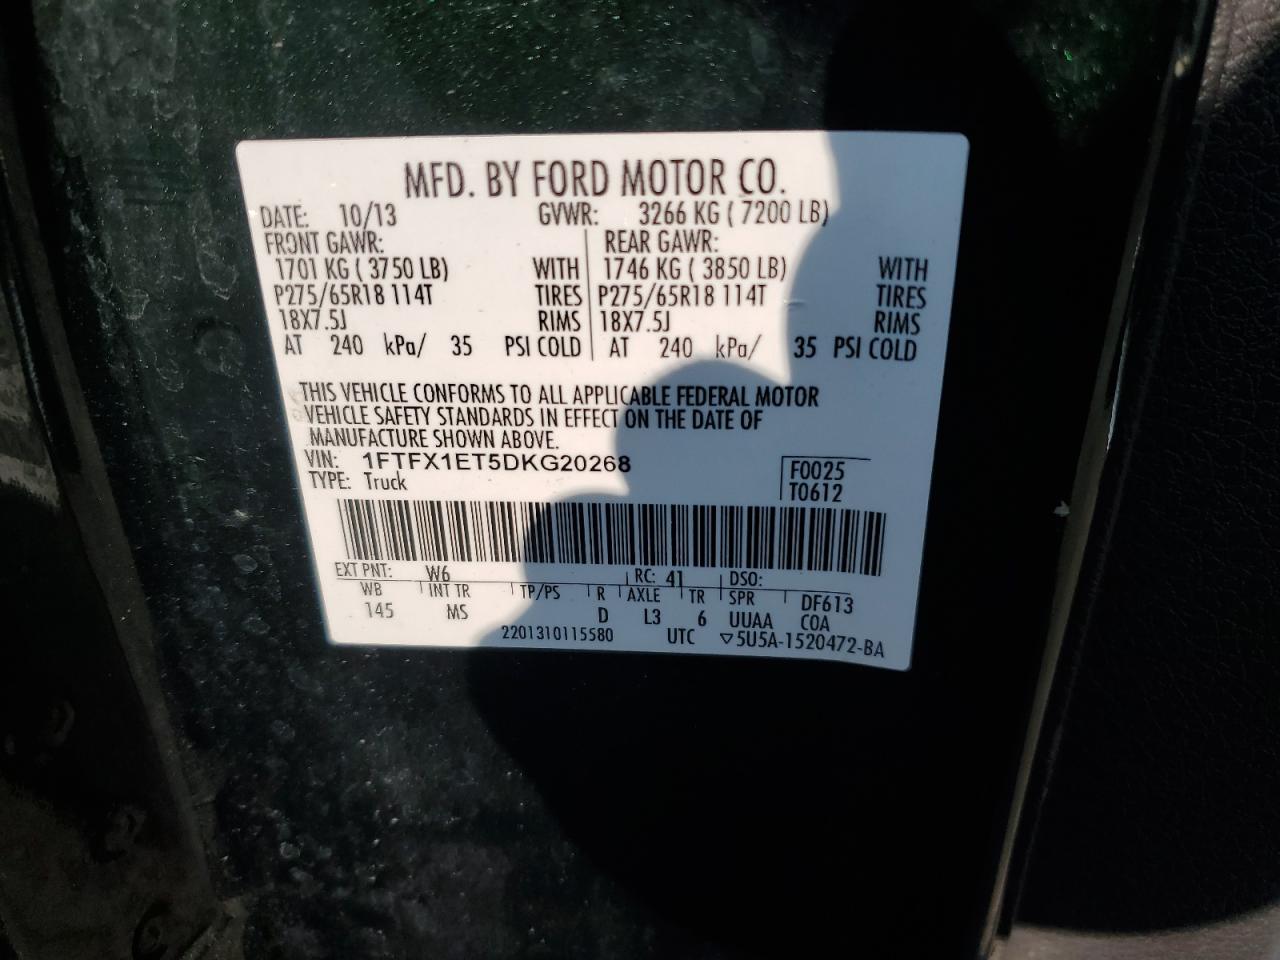 MFD. BY FORD MOTOR CO.
DATE: 10/13 GVWR: 3266 KG ( 7200 LB)
FRONT GAWR: REAR GAWR:
1701 KG ( 3750 LB) WITH 1746 KG ( 3850 LB) WITH
P275/65R18 114T TIRES P275/65R18 114T TIRES
18X7.5J RIMS 18X7.5J RIMS
AT 240 kPa/ 35 PSI COLD AT 240 kPa/ 35 PSI COLD
THIS VEHICLE CONFORMS TO ALL APPLICABLE FEDERAL MOTOR
VEHICLE SAFETY STANDARDS IN EFFECT ON THE DATE OF
MANUFACTURE SHOWN ABOVE.
VIN: 1FTFX1ET5DKG20268 F0025
TYPE: Truck T0612
EXT PNT: W6 RC: 41 DSO:
WB INT TR TP/PS R AXLE TR SPR DF613
145 MS D L3 6 UUAA COA
2201310115580 UTC ▽5U5A-1520472-BA